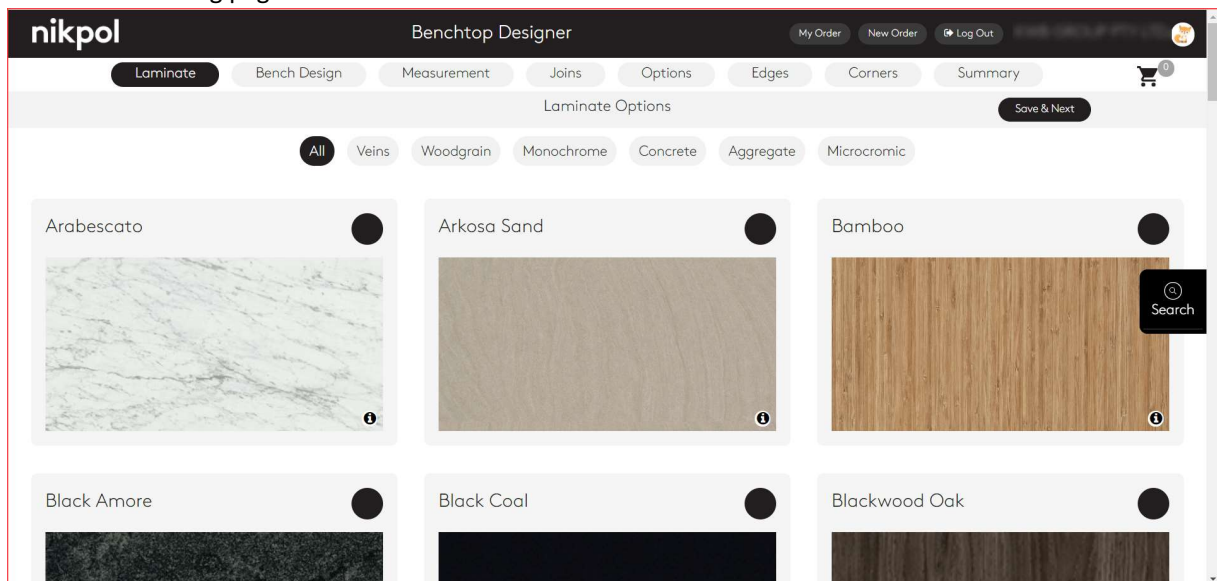 nikpol
Benchtop Designer
My Order
New Order
Log Out
Laminate
Bench Design
Measurement
Joins
Options
Edges
Corners
Summary
0
Laminate Options
Save & Next
All
Veins
Woodgrain
Monochrome
Concrete
Aggregate
Microcromic
Arabescato
Arkosa Sand
Bamboo
Search
Black Amore
Black Coal
Blackwood Oak